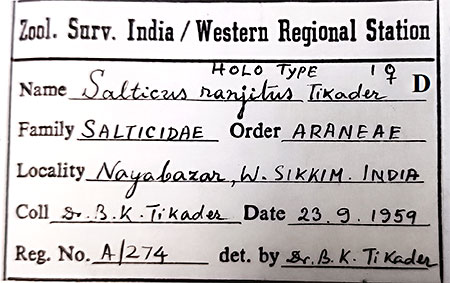 Zool. Surv. India / Western Regional Station
HOLO TYPE 1 ♀
Name Salticus ranjitus Tikader D
Family SALTICIDAE Order ARANEAE
Locality Nayabazar, W. SIKKIM. INDIA
Coll Dr. B. K. Tikader Date 23.9.1959
Reg. No. A/274 det. by Dr. B. K. Tikader